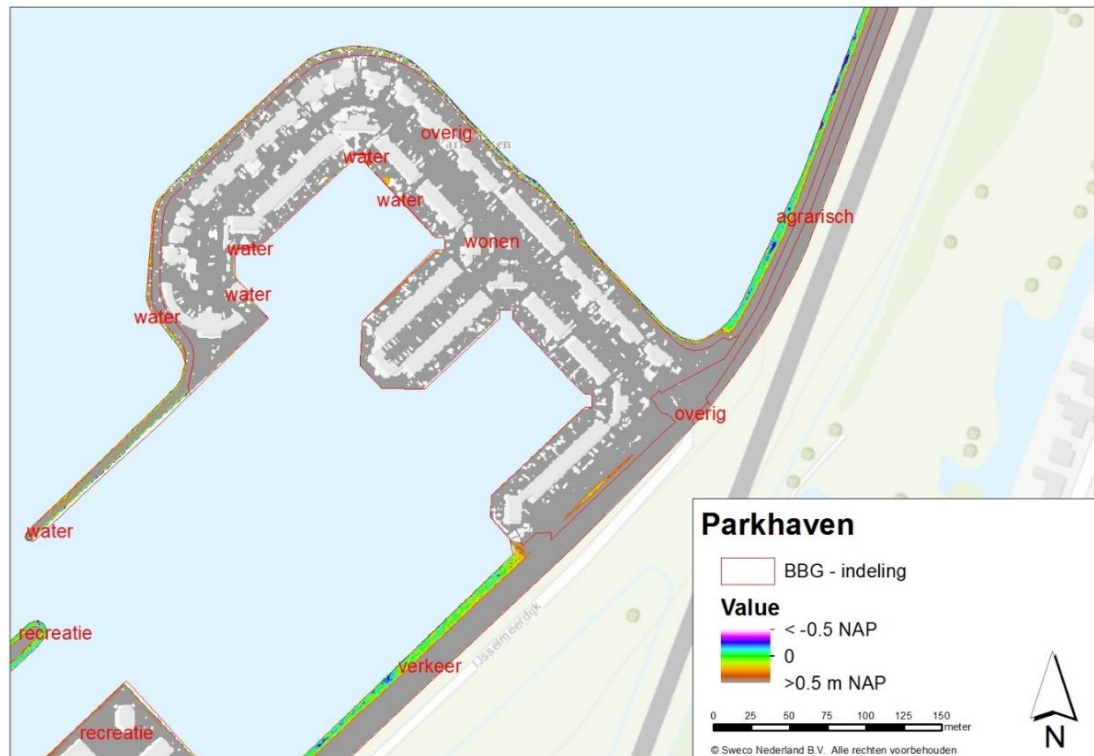 overig
water
water
wonen
agrarisch
water
water
water
overig
water
recreatie
verkeer
IJsselmeerdijk
recreatie
Parkhaven
BBG - indeling
Value
< -0.5 NAP
0
>0.5 m NAP
0 25 50 75 100 125 150
meter
N
© Sweco Nederland B.V. Alle rechten voorbehouden